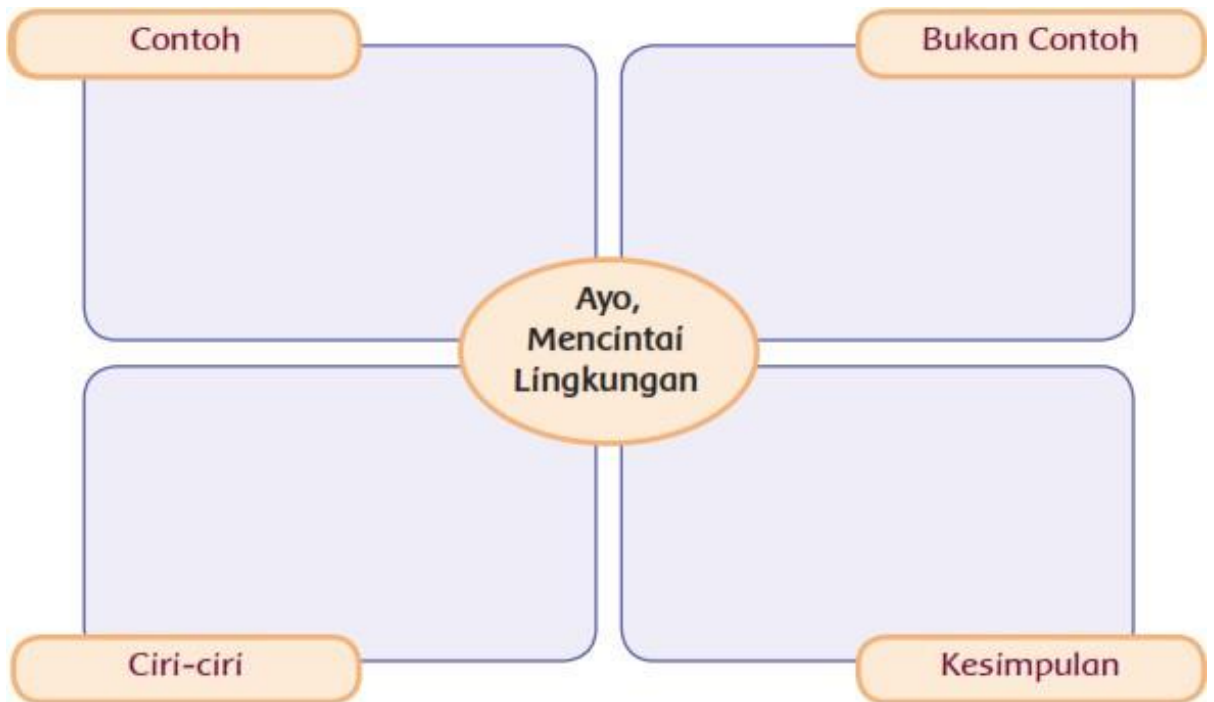 Contoh
Bukan Contoh
Ayo,
Mencintai
Lingkungan
Ciri-ciri
Kesimpulan